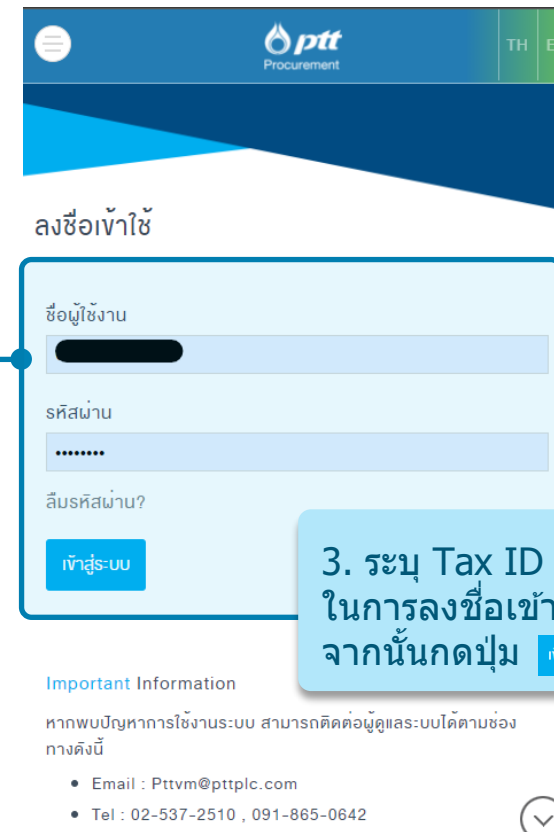 ptt
Procurement
TH
E
ลงชื่อเข้าใช้
ชื่อผู้ใช้งาน
รหัสผ่าน
ลืมรหัสผ่าน?
เข้าสู่ระบบ
3. ระบุ Tax ID
ในการลงชื่อเข้า
จากนั้นกดปุ่ม
Important Information
หากพบปัญหาการใช้งานระบบ สามารถติดต่อผู้ดูแลระบบได้ตามช่อง
ทางดังนี้
• Email : Pttvm@pttplc.com
• Tel : 02-537-2510 , 091-865-0642